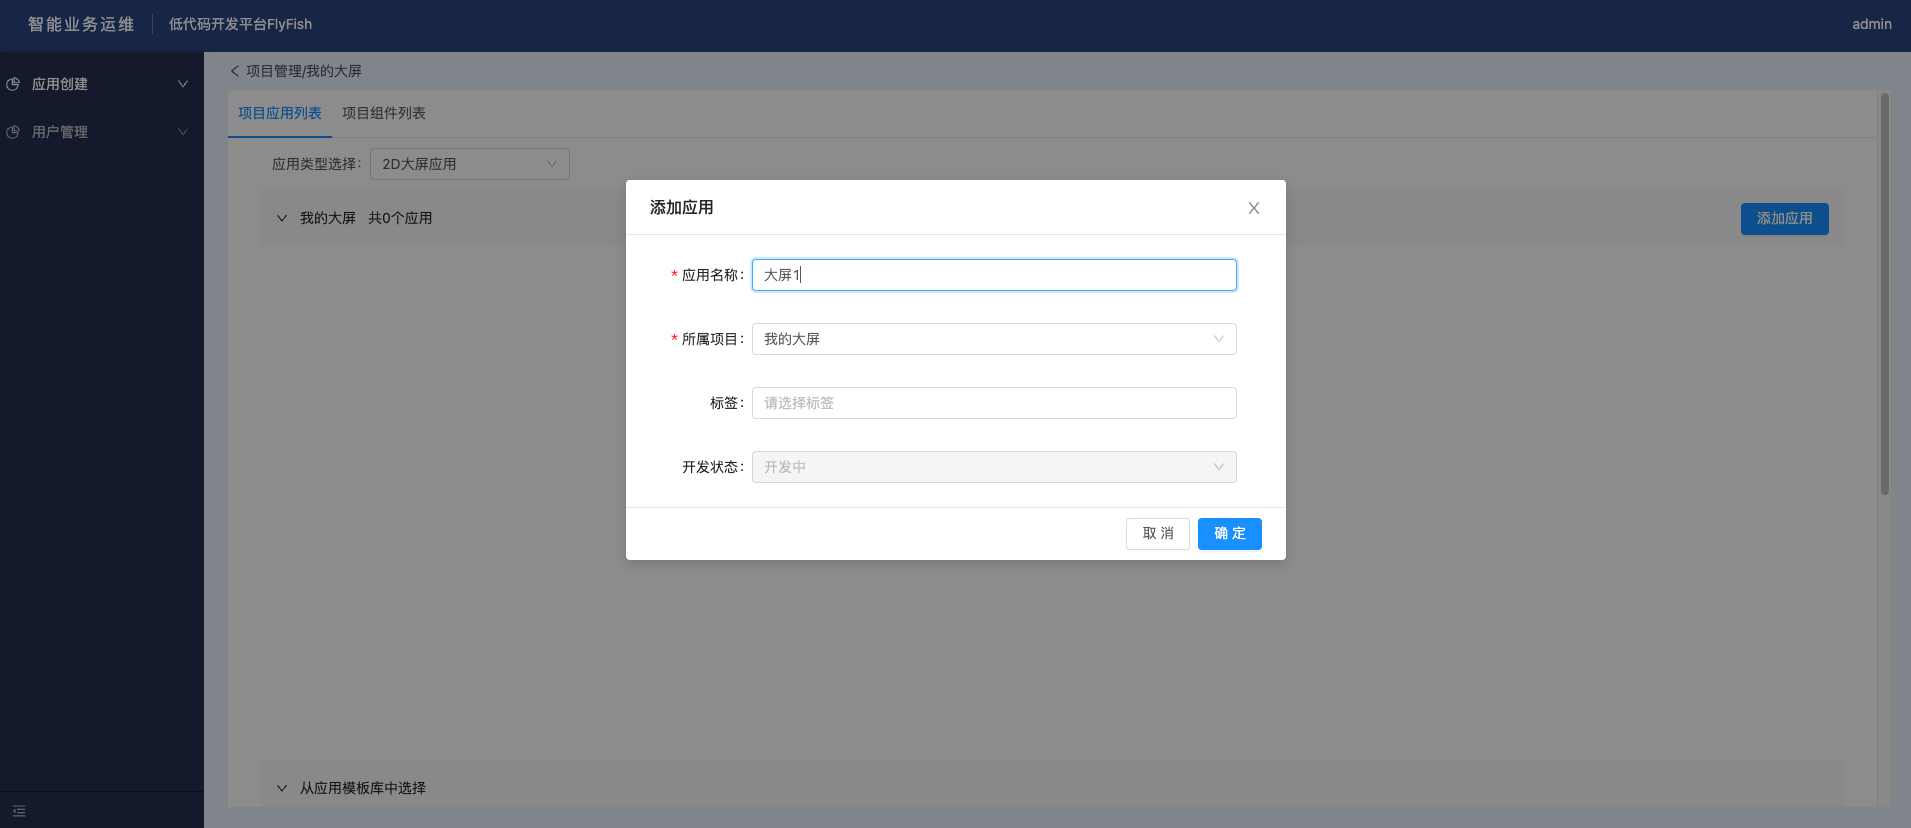 智能业务运维 低代码开发平台FlyFish admin
应用创建
用户管理
项目管理/我的大屏
项目应用列表 项目组件列表
应用类型选择: 2D大屏应用
我的大屏 共0个应用 添加应用
添加应用
* 应用名称: 大屏1
* 所属项目: 我的大屏
标签: 请选择标签
开发状态: 开发中
取 消 确 定
从应用模板库中选择